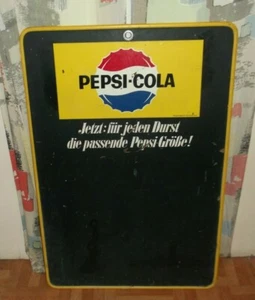 PEPSI-COLA
Jetzt: für jeden Durst
die passende Pepsi Größe!